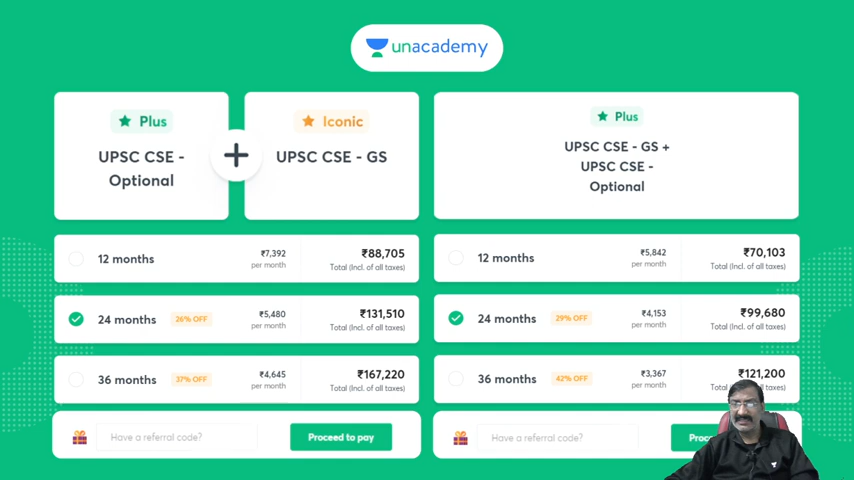 unacademy
Plus
UPSC CSE -
Optional
+
Iconic
UPSC CSE - GS
12 months
₹7,392
per month
₹88,705
Total (Incl. of all taxes)
24 months
26% OFF
₹5,480
per month
₹131,510
Total (Incl. of all taxes)
36 months
37% OFF
₹4,645
per month
₹167,220
Total (Incl. of all taxes)
Have a referral code?
Proceed to pay
Plus
UPSC CSE - GS +
UPSC CSE -
Optional
12 months
₹5,842
per month
₹70,103
Total (Incl. of all taxes)
24 months
29% OFF
₹4,153
per month
₹99,680
Total (Incl. of all taxes)
36 months
42% OFF
₹3,367
per month
₹121,200
Total of all taxes)
Have a referral code?